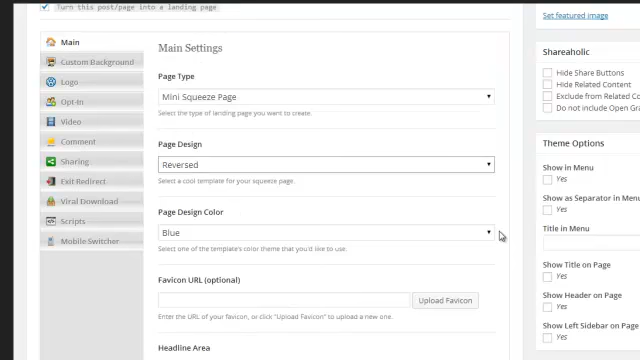 Turn this post/page into a landing page
Main
Custom Background
Logo
Opt-In
Video
Comment
Sharing
Exit Redirect
Viral Download
Scripts
Mobile Switcher
Main Settings
Page Type
Mini Squeeze Page
Select the type of landing page you want to create.
Page Design
Reversed
Select a cool template for your squeeze page.
Page Design Color
Blue
Select one of the template's color theme that you'd like to use.
Favicon URL (optional)
Upload Favicon
Enter the URL of your favicon, or click "Upload Favicon" to upload a new one.
Headline Area
Set featured image
Shareaholic
Hide Share Buttons
Hide Related Content
Exclude from Related Co
Do not include Open Gra
Theme Options
Show in Menu
Yes
Show as Separator in Menu
Yes
Title in Menu
Show Title on Page
Yes
Show Header on Page
Yes
Show Left Sidebar on Page
Yes